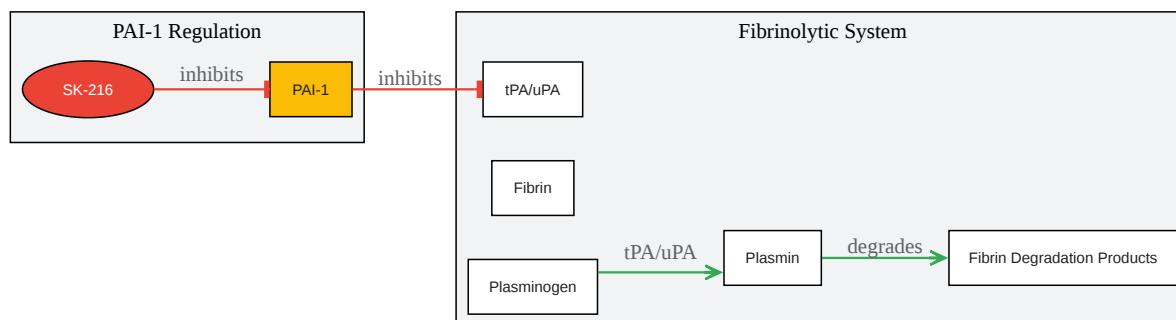 PAI-1 Regulation
Fibrinolytic System
SK-216
inhibits
PAI-1
inhibits
tPA/uPA
Fibrin
Plasminogen
tPA/uPA
Plasmin
degrades
Fibrin Degradation Products